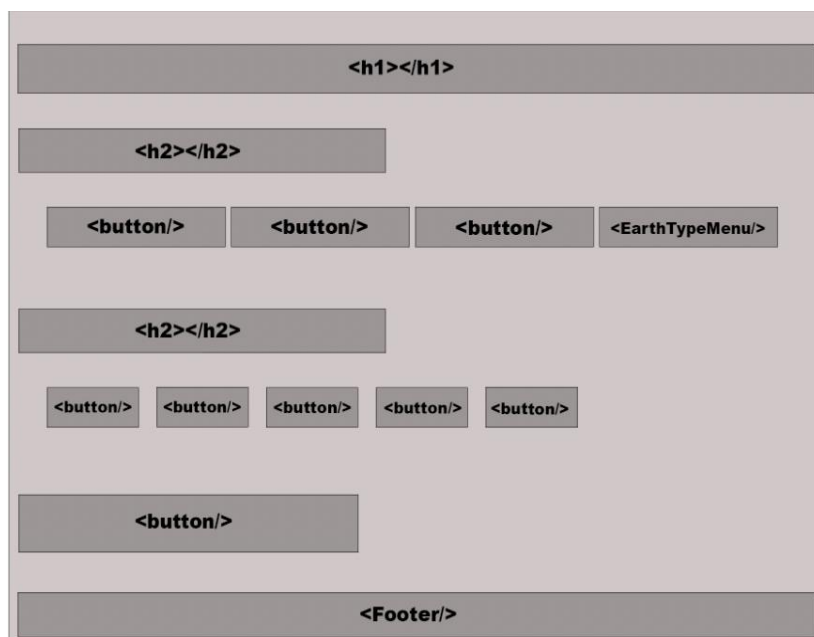 <h1></h1>
<h2></h2>
<button/> <button/> <button/> <EarthTypeMenu/>
<h2></h2>
<button/> <button/> <button/> <button/> <button/>
<button/>
<Footer/>